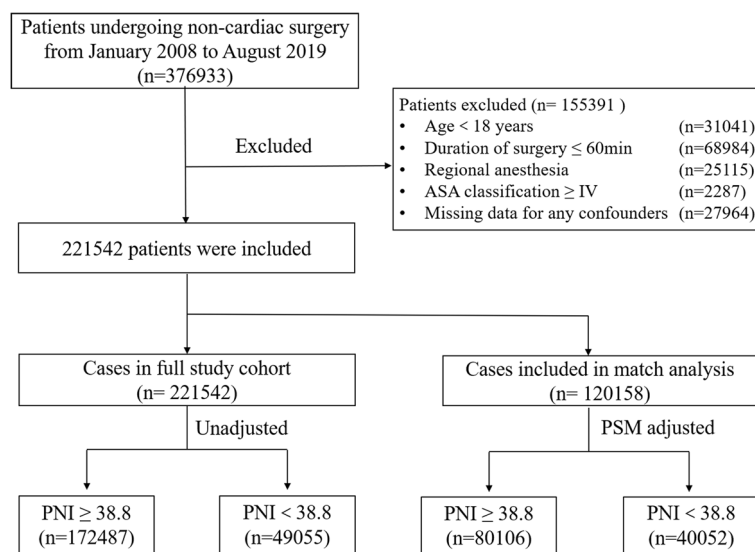 Patients undergoing non-cardiac surgery
from January 2008 to August 2019
(n=376933)
Excluded
Patients excluded (n= 155391 )
• Age < 18 years (n=31041)
• Duration of surgery ≤ 60min (n=68984)
• Regional anesthesia (n=25115)
• ASA classification ≥ IV (n=2287)
• Missing data for any confounders (n=27964)
221542 patients were included
Cases in full study cohort
(n= 221542)
Cases included in match analysis
(n= 120158)
Unadjusted
PSM adjusted
PNI ≥ 38.8
(n=172487)
PNI < 38.8
(n=49055)
PNI ≥ 38.8
(n=80106)
PNI < 38.8
(n=40052)